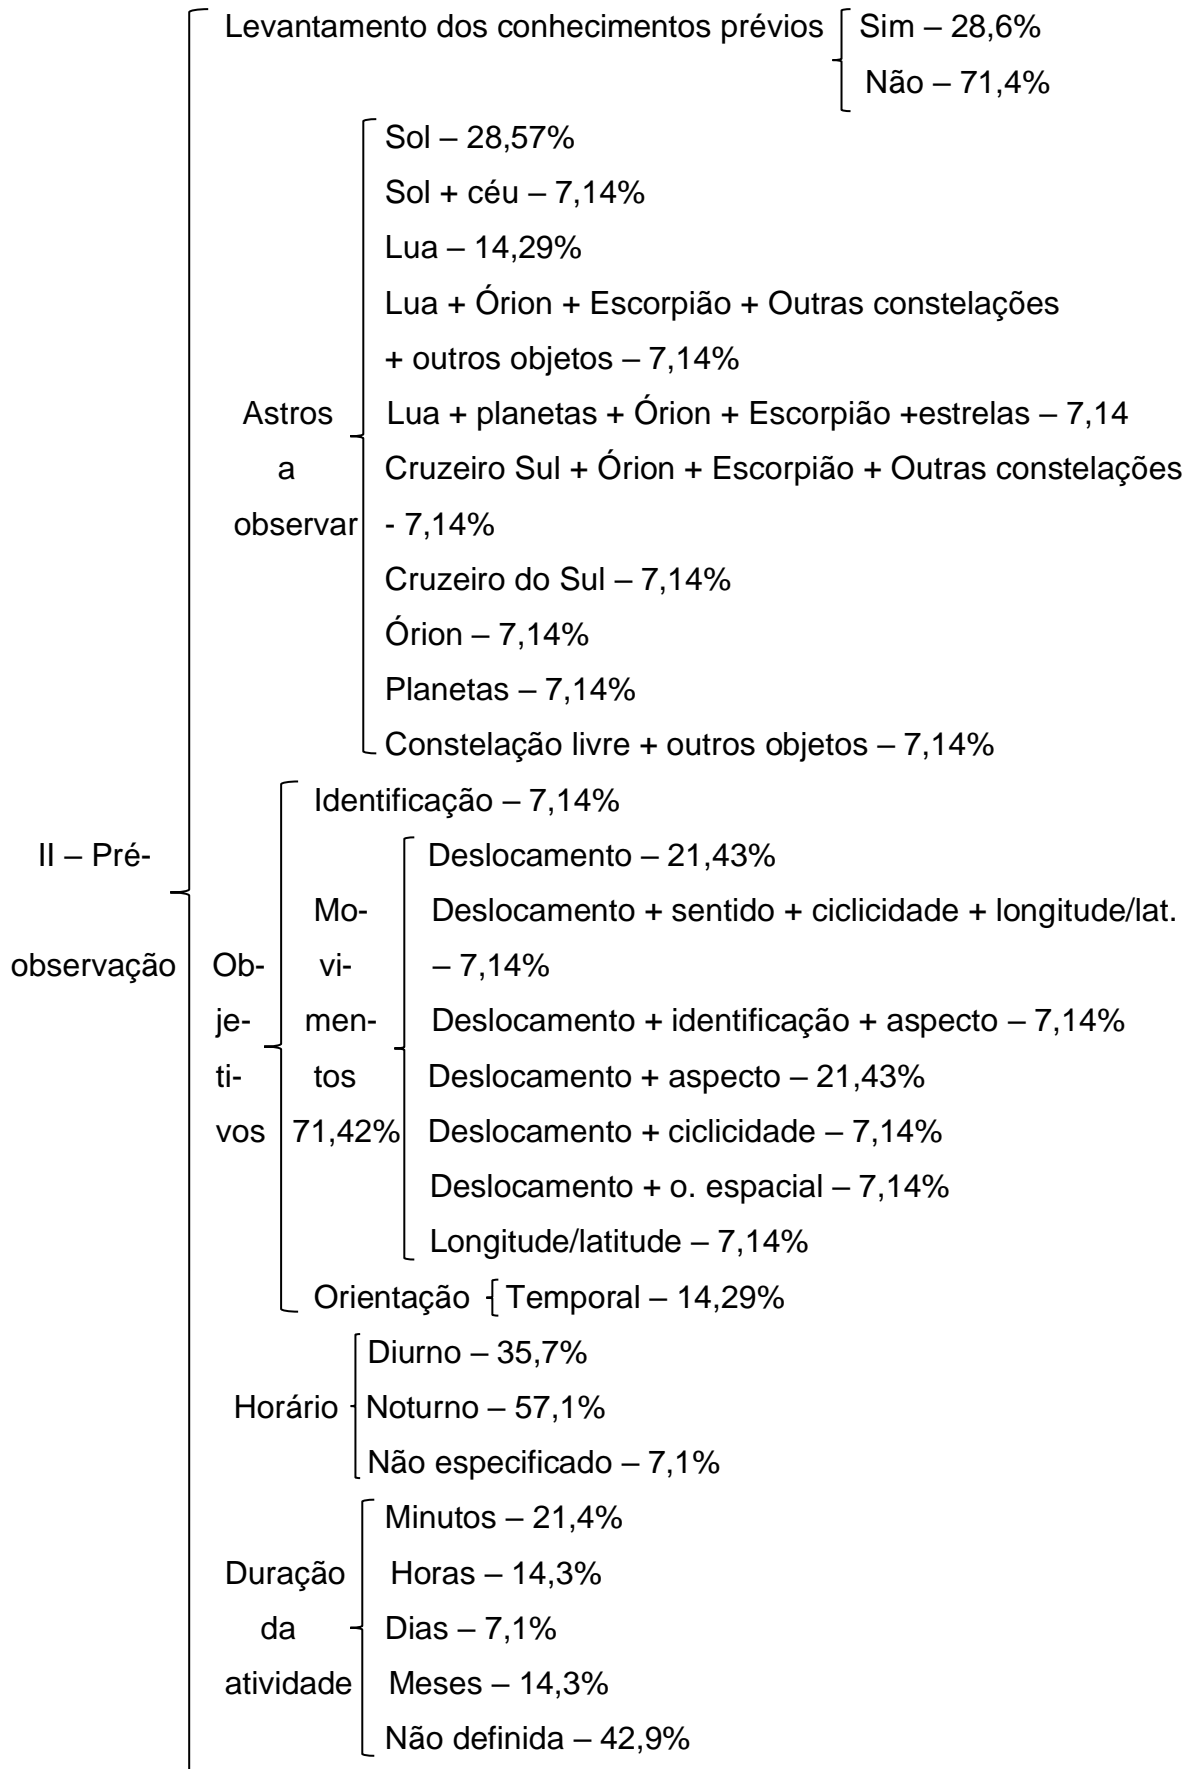 Levantamento dos conhecimentos prévios
Sim – 28,6%
Não – 71,4%
Astros
a
observar
Sol – 28,57%
Sol + céu – 7,14%
Lua – 14,29%
Lua + Órion + Escorpião + Outras constelações
+ outros objetos – 7,14%
Lua + planetas + Órion + Escorpião +estrelas – 7,14
Cruzeiro Sul + Órion + Escorpião + Outras constelações
- 7,14%
Cruzeiro do Sul – 7,14%
Órion – 7,14%
Planetas – 7,14%
Constelação livre + outros objetos – 7,14%
II – Pré-
observação
Ob-
je-
ti-
vos
Identificação – 7,14%
Mo-
vi-
men-
tos
71,42%
Deslocamento – 21,43%
Deslocamento + sentido + ciclicidade + longitude/lat.
– 7,14%
Deslocamento + identificação + aspecto – 7,14%
Deslocamento + aspecto – 21,43%
Deslocamento + ciclicidade – 7,14%
Deslocamento + o. espacial – 7,14%
Longitude/latitude – 7,14%
Orientação
Temporal – 14,29%
Horário
Diurno – 35,7%
Noturno – 57,1%
Não especificado – 7,1%
Duração
da
atividade
Minutos – 21,4%
Horas – 14,3%
Dias – 7,1%
Meses – 14,3%
Não definida – 42,9%